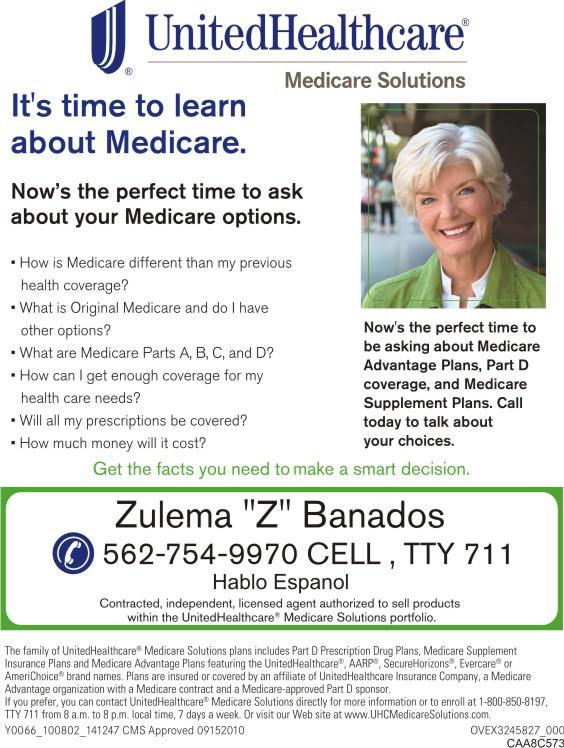 UnitedHealthcare®
®
Medicare Solutions
It's time to learn
about Medicare.
Now's the perfect time to ask
about your Medicare options.
▪ How is Medicare different than my previous
health coverage?
▪ What is Original Medicare and do I have
other options?
▪ What are Medicare Parts A, B, C, and D?
▪ How can I get enough coverage for my
health care needs?
▪ Will all my prescriptions be covered?
▪ How much money will it cost?
Now's the perfect time to
be asking about Medicare
Advantage Plans, Part D
coverage, and Medicare
Supplement Plans. Call
today to talk about
your choices.
Get the facts you need to make a smart decision.
Zulema "Z" Banados
562-754-9970 CELL , TTY 711
Hablo Espanol
Contracted, independent, licensed agent authorized to sell products
within the UnitedHealthcare® Medicare Solutions portfolio.
The family of UnitedHealthcare® Medicare Solutions plans includes Part D Prescription Drug Plans, Medicare Supplement
Insurance Plans and Medicare Advantage Plans featuring the UnitedHealthcare®, AARP®, SecureHorizons®, Evercare® or
AmeriChoice® brand names. Plans are insured or covered by an affiliate of UnitedHealthcare Insurance Company, a Medicare
Advantage organization with a Medicare contract and a Medicare-approved Part D sponsor.
If you prefer, you can contact UnitedHealthcare® Medicare Solutions directly for more information or to enroll at 1-800-850-8197,
TTY 711 from 8 a.m. to 8 p.m. local time, 7 days a week. Or visit our Web site at www.UHCMedicareSolutions.com.
Y0066_100802_141247 CMS Approved 09152010
OVEX3245827_000
CAA8C573